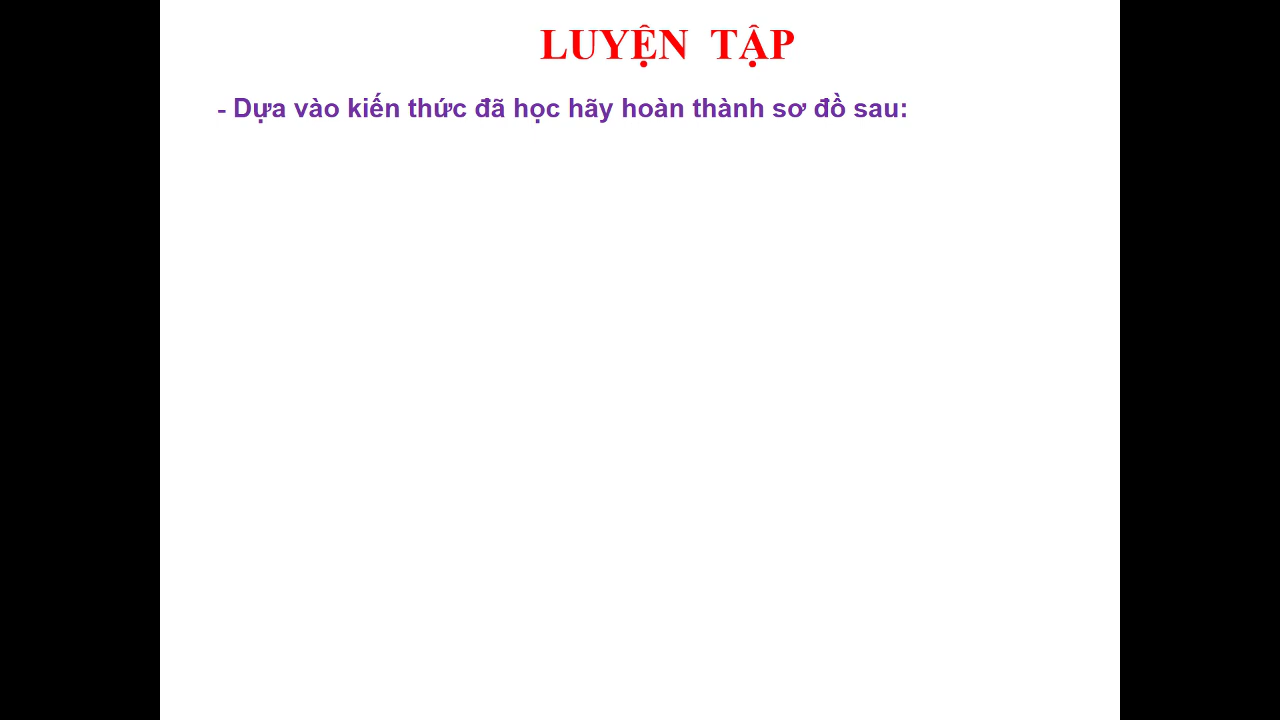 LUYỆN TẬP
- Dựa vào kiến thức đã học hãy hoàn thành sơ đồ sau: